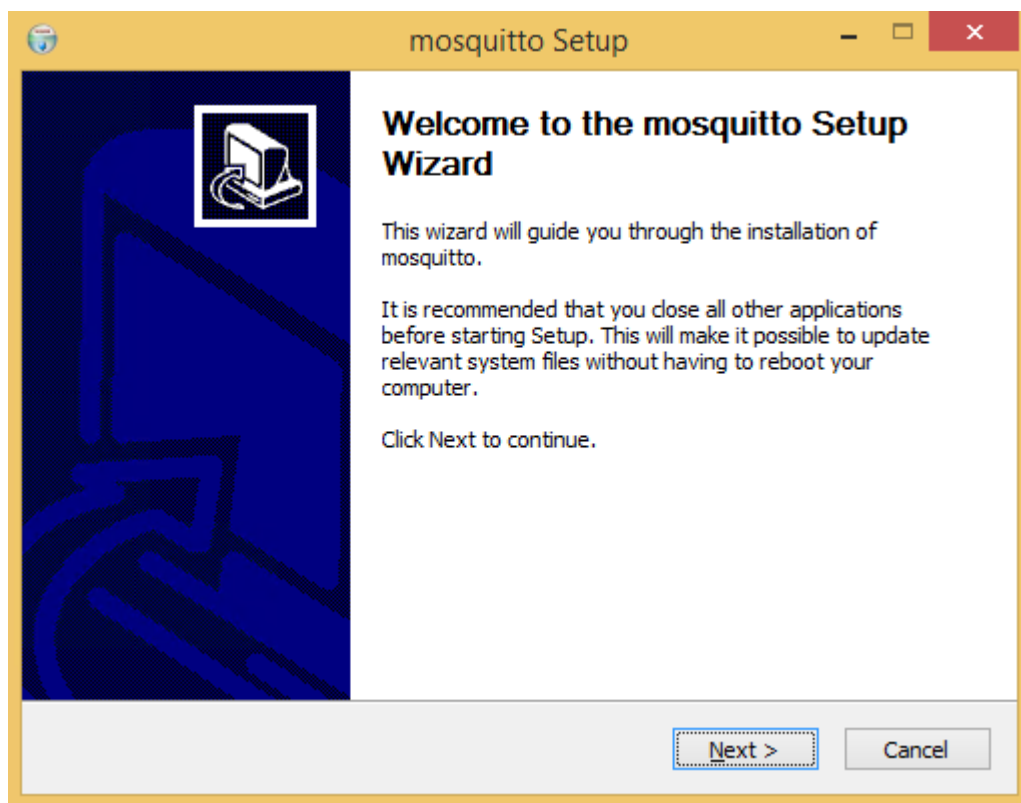 mosquitto Setup
Welcome to the mosquitto Setup
Wizard
This wizard will guide you through the installation of
mosquitto.
It is recommended that you close all other applications
before starting Setup. This will make it possible to update
relevant system files without having to reboot your
computer.
Click Next to continue.
Next >
Cancel